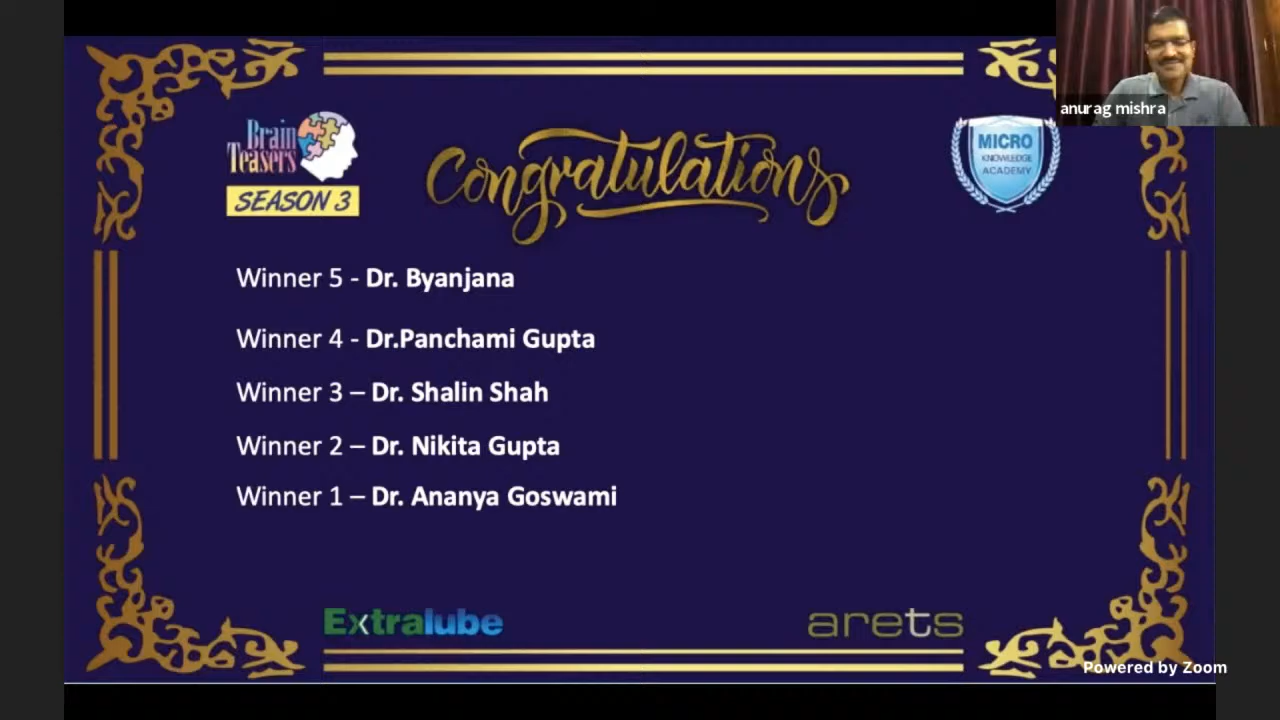 anurag mishra
Brain
Teasers
SEASON 3
Congratulations
MICRO
KNOWLEDGE
ACADEMY
Winner 5 - Dr. Byanjana
Winner 4 - Dr.Panchami Gupta
Winner 3 – Dr. Shalin Shah
Winner 2 – Dr. Nikita Gupta
Winner 1 – Dr. Ananya Goswami
Extralube
arets
Powered by Zoom